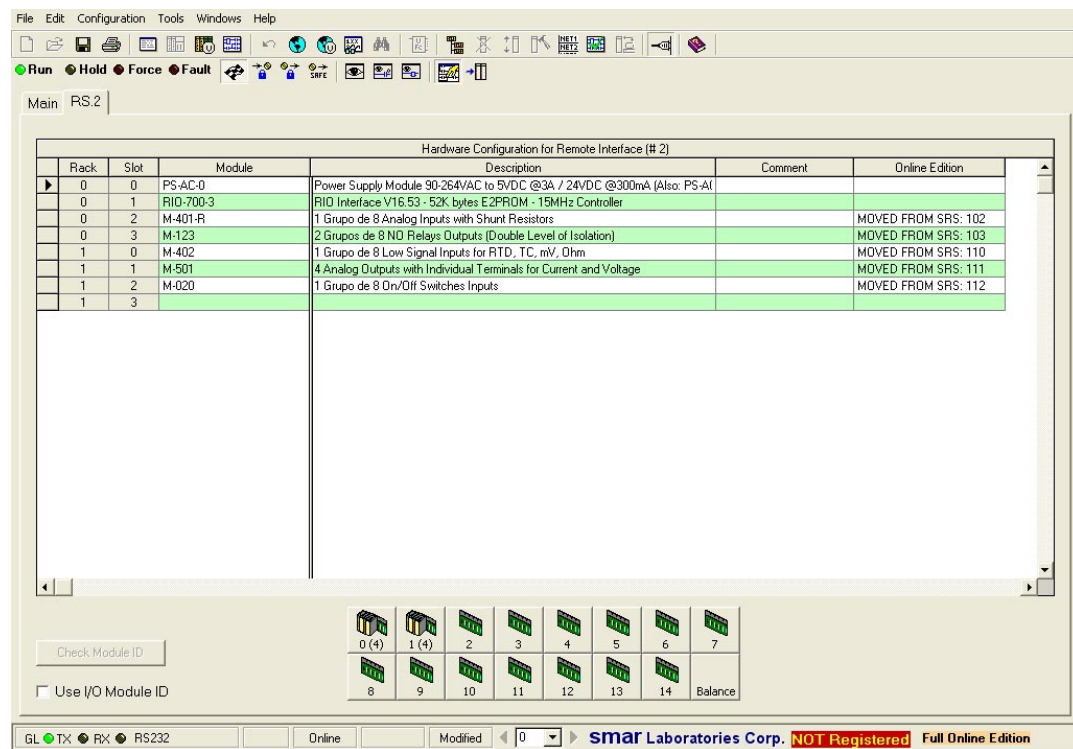 File Edit Configuration Tools Windows Help
NET1
NET2
SAFE
Run Hold Force Fault
Main RS.2
Hardware Configuration for Remote Interface (# 2)
Rack Slot Module Description Comment Online Edition
0 0 PS-AC-0 Power Supply Module 90-264VAC to 5VDC @3A / 24VDC @300mA (Also: PS-A(
0 1 RIO-700-3 RIO Interface V16.53 - 52K bytes E2PROM - 15MHz Controller
0 2 M-401-R 1 Grupo de 8 Analog Inputs with Shunt Resistors MOVED FROM SRS: 102
0 3 M-123 2 Grupos de 8 NO Relays Outputs (Double Level of Isolation) MOVED FROM SRS: 103
1 0 M-402 1 Grupo de 8 Low Signal Inputs for RTD, TC, mV, Ohm MOVED FROM SRS: 110
1 1 M-501 4 Analog Outputs with Individual Terminals for Current and Voltage MOVED FROM SRS: 111
1 2 M-020 1 Grupo de 8 On/Off Switches Inputs MOVED FROM SRS: 112
1 3
0 (4) 1 (4) 2 3 4 5 6 7
Check Module ID
8 9 10 11 12 13 14 Balance
Use I/O Module ID
GL TX RX RS232 Online Modified 0 smar Laboratories Corp. NOT Registered Full Online Edition